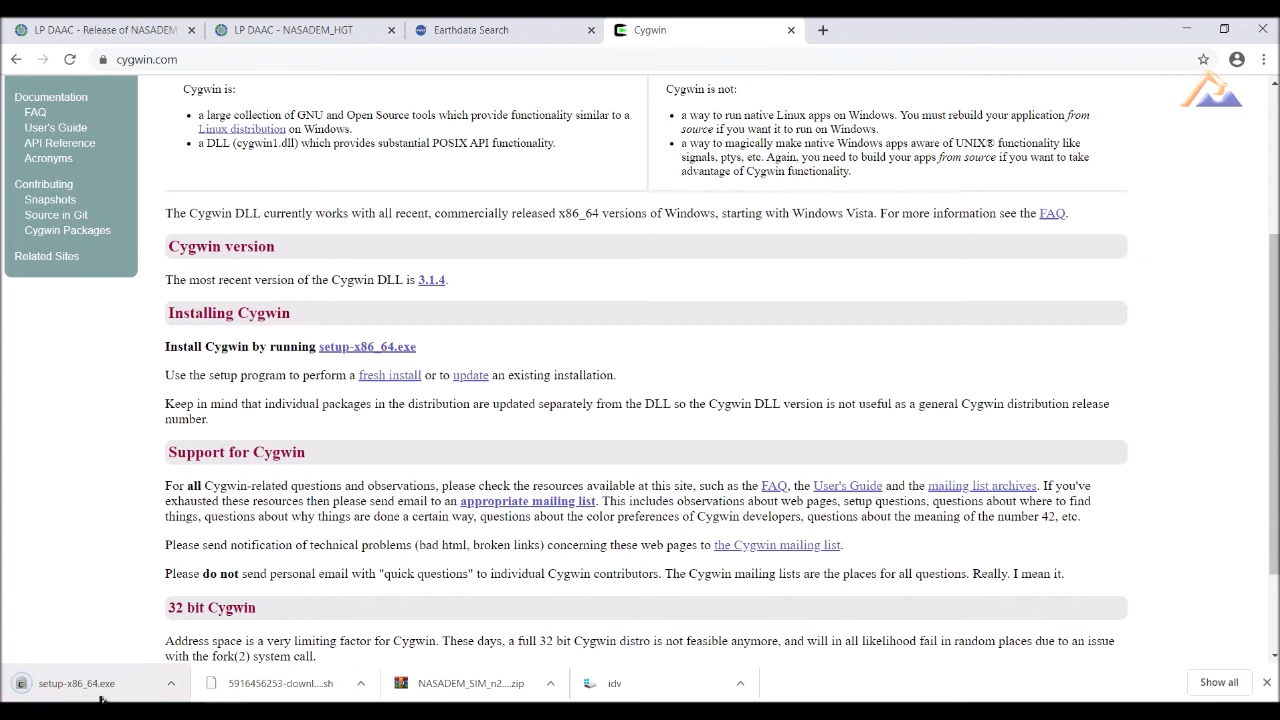 LP DAAC - Release of NASADEM
LP DAAC - NASADEM_HGT
Earthdata Search
Cygwin
cygwin.com
Documentation
FAQ
User's Guide
API Reference
Acronyms
Contributing
Snapshots
Source in Git
Cygwin Packages
Related Sites
Cygwin is:
a large collection of GNU and Open Source tools which provide functionality similar to a
Linux distribution on Windows.
a DLL (cygwin1.dll) which provides substantial POSIX API functionality.
Cygwin is not:
a way to run native Linux apps on Windows. You must rebuild your application from
source if you want it to run on Windows.
a way to magically make native Windows apps aware of UNIX® functionality like
signals, ptys, etc. Again, you need to build your apps from source if you want to take
advantage of Cygwin functionality.
The Cygwin DLL currently works with all recent, commercially released x86_64 versions of Windows, starting with Windows Vista. For more information see the FAQ.
Cygwin version
The most recent version of the Cygwin DLL is 3.1.4.
Installing Cygwin
Install Cygwin by running setup-x86_64.exe
Use the setup program to perform a fresh install or to update an existing installation.
Keep in mind that individual packages in the distribution are updated separately from the DLL so the Cygwin DLL version is not useful as a general Cygwin distribution release
number.
Support for Cygwin
For all Cygwin-related questions and observations, please check the resources available at this site, such as the FAQ, the User's Guide and the mailing list archives. If you've
exhausted these resources then please send email to an appropriate mailing list. This includes observations about web pages, setup questions, questions about where to find
things, questions about why things are done a certain way, questions about the color preferences of Cygwin developers, questions about the meaning of the number 42, etc.
Please send notification of technical problems (bad html, broken links) concerning these web pages to the Cygwin mailing list.
Please do not send personal email with "quick questions" to individual Cygwin contributors. The Cygwin mailing lists are the places for all questions. Really. I mean it.
32 bit Cygwin
Address space is a very limiting factor for Cygwin. These days, a full 32 bit Cygwin distro is not feasible anymore, and will in all likelihood fail in random places due to an issue
with the fork(2) system call.
setup-x86_64.exe
5916456253-downl....sh
NASADEM_SIM_n2....zip
idv
Show all